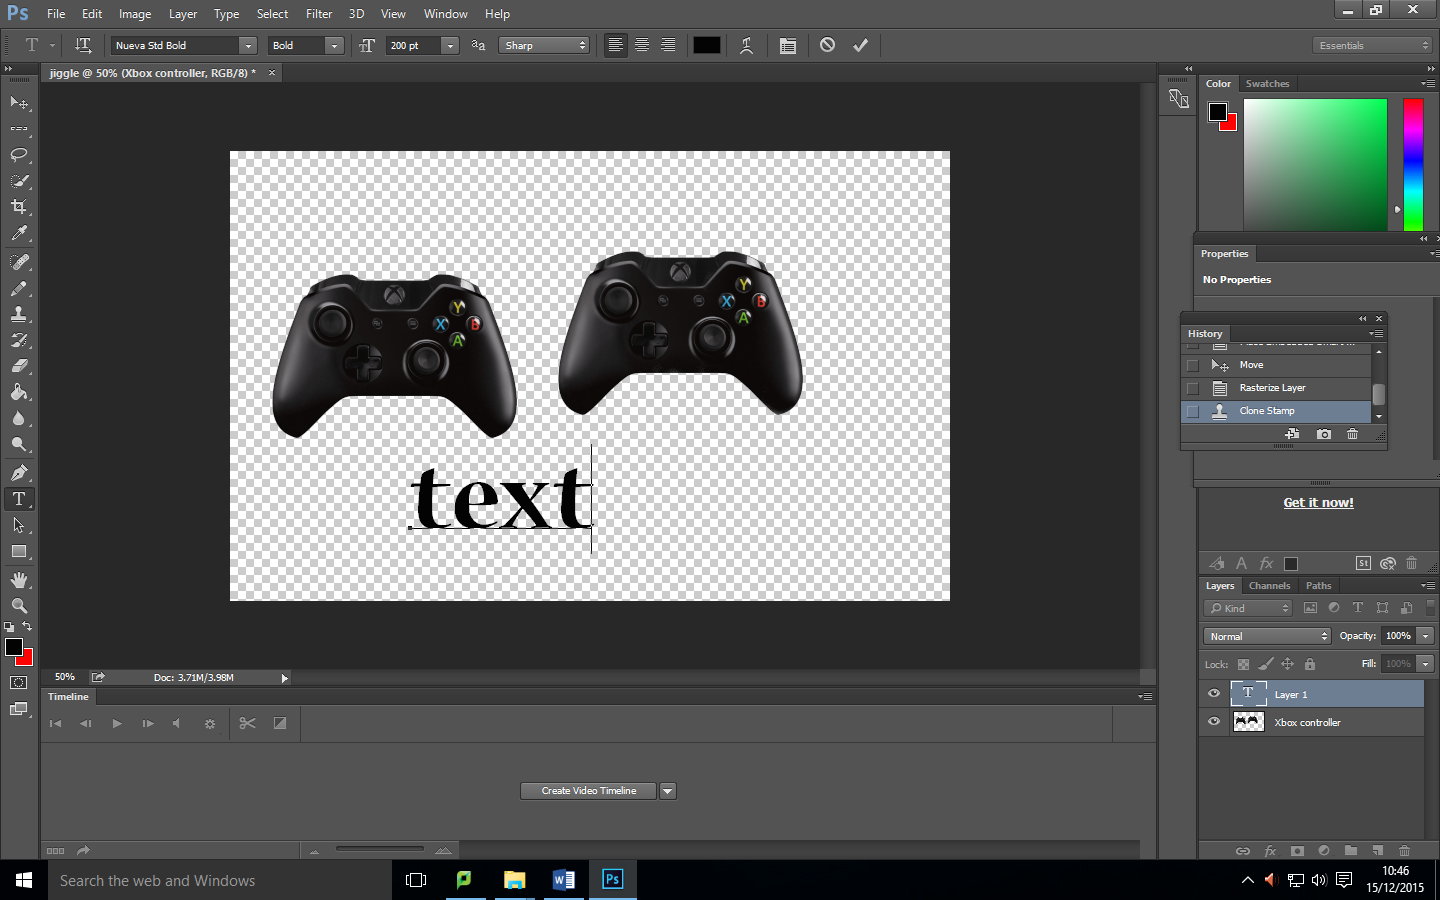 Ps File Edit Image Layer Type Select Filter 3D View Window Help
T Nueva Std Bold Bold 200 pt Sharp Essentials
jiggle @ 50% (Xbox controller, RGB/8) * ×
Color Swatches
Properties
No Properties
History
Move
Rasterize Layer
Clone Stamp
Y
X B
A
Y
X B
A
text
Get it now!
St
Layers Channels Paths
Kind
Normal Opacity: 100%
Lock: Fill: 100%
T Layer 1
Xbox controller
50% Doc: 3.71M/3.98M
Timeline
Create Video Timeline
Search the web and Windows
10:46
15/12/2015